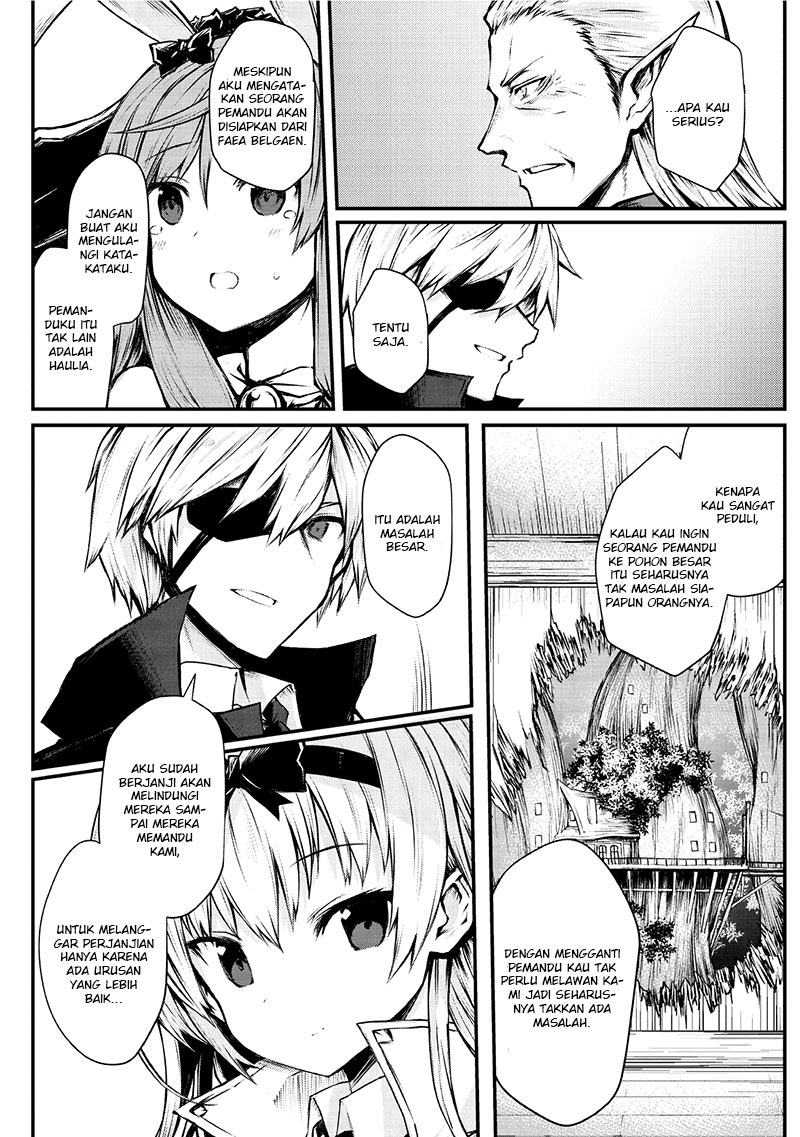 ...APA KAU
SERIUS?
TENTU
SAJA.
MESKIPUN
AKU MENGATA-
KAN SEORANG
PEMANDU AKAN
DISIAPKAN DARI
FAEA BELGAEN.
JANGAN
BUAT AKU
MENGULA-
NGI KATA-
KATAKU.
PEMAN-
DUKU ITU
TAK LAIN
ADALAH
HAULIA.
KENAPA
KAU SANGAT
PEDULI,
KALAU KAU INGIN
SEORANG PEMANDU
KE POHON BESAR
ITU SEHARUSNYA
TAK MASALAH SIA-
PAPUN ORANGNYA.
DENGAN MENGGANTI
PEMANDU KAU TAK
PERLU MELAWAN KA-
MI JADI SEHARUS-
NYA TAKKAN ADA
MASALAH.
ITU ADALAH
MASALAH
BESAR.
AKU SUDAH
BERJANJI AKAN
MELINDUNGI
MEREKA SAM-
PAI MEREKA
MEMANDU
KAMI,
UNTUK MELANG-
GAR PERJANJIAN
HANYA KARENA
ADA URUSAN
YANG LEBIH
BAIK...